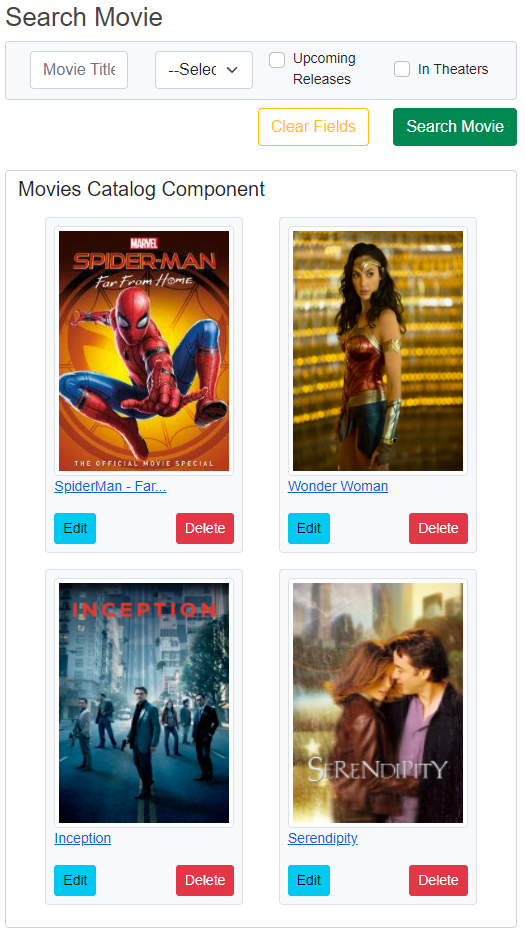 Search Movie
Movie Title
--Selec
Upcoming
Releases
In Theaters
Clear Fields
Search Movie
Movies Catalog Component
MARVEL
SPIDER-MAN
Far From Home
THE OFFICIAL MOVIE SPECIAL
SpiderMan - Far...
Wonder Woman
Edit
Delete
Edit
Delete
INCEPTION
SERENDIPITY
Inception
Serendipity
Edit
Delete
Edit
Delete